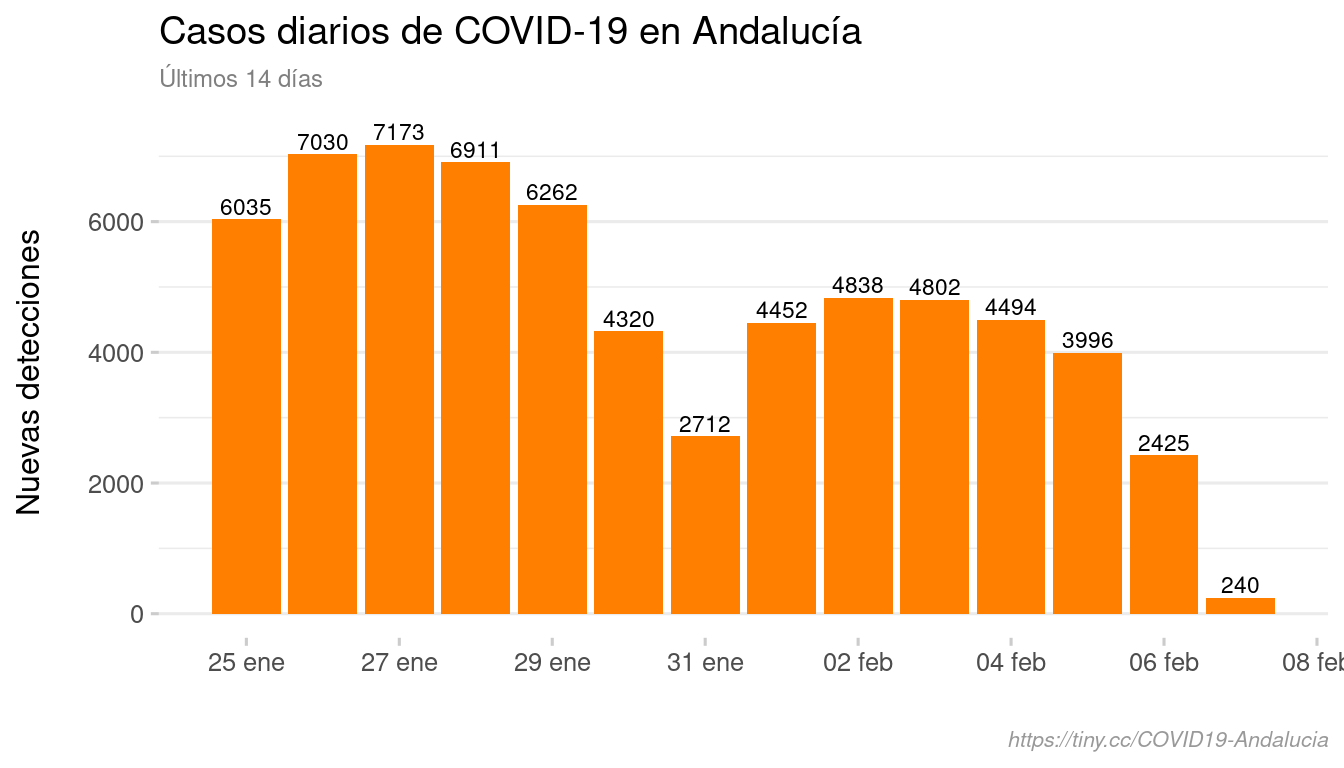 Casos diarios de COVID-19 en Andalucía
Últimos 14 días
Nuevas detecciones
6000
4000
2000
0
6035
7030
7173
6911
6262
4320
2712
4452
4838
4802
4494
3996
2425
240
25 ene
27 ene
29 ene
31 ene
02 feb
04 feb
06 feb
08 feb
https://tiny.cc/COVID19-Andalucia